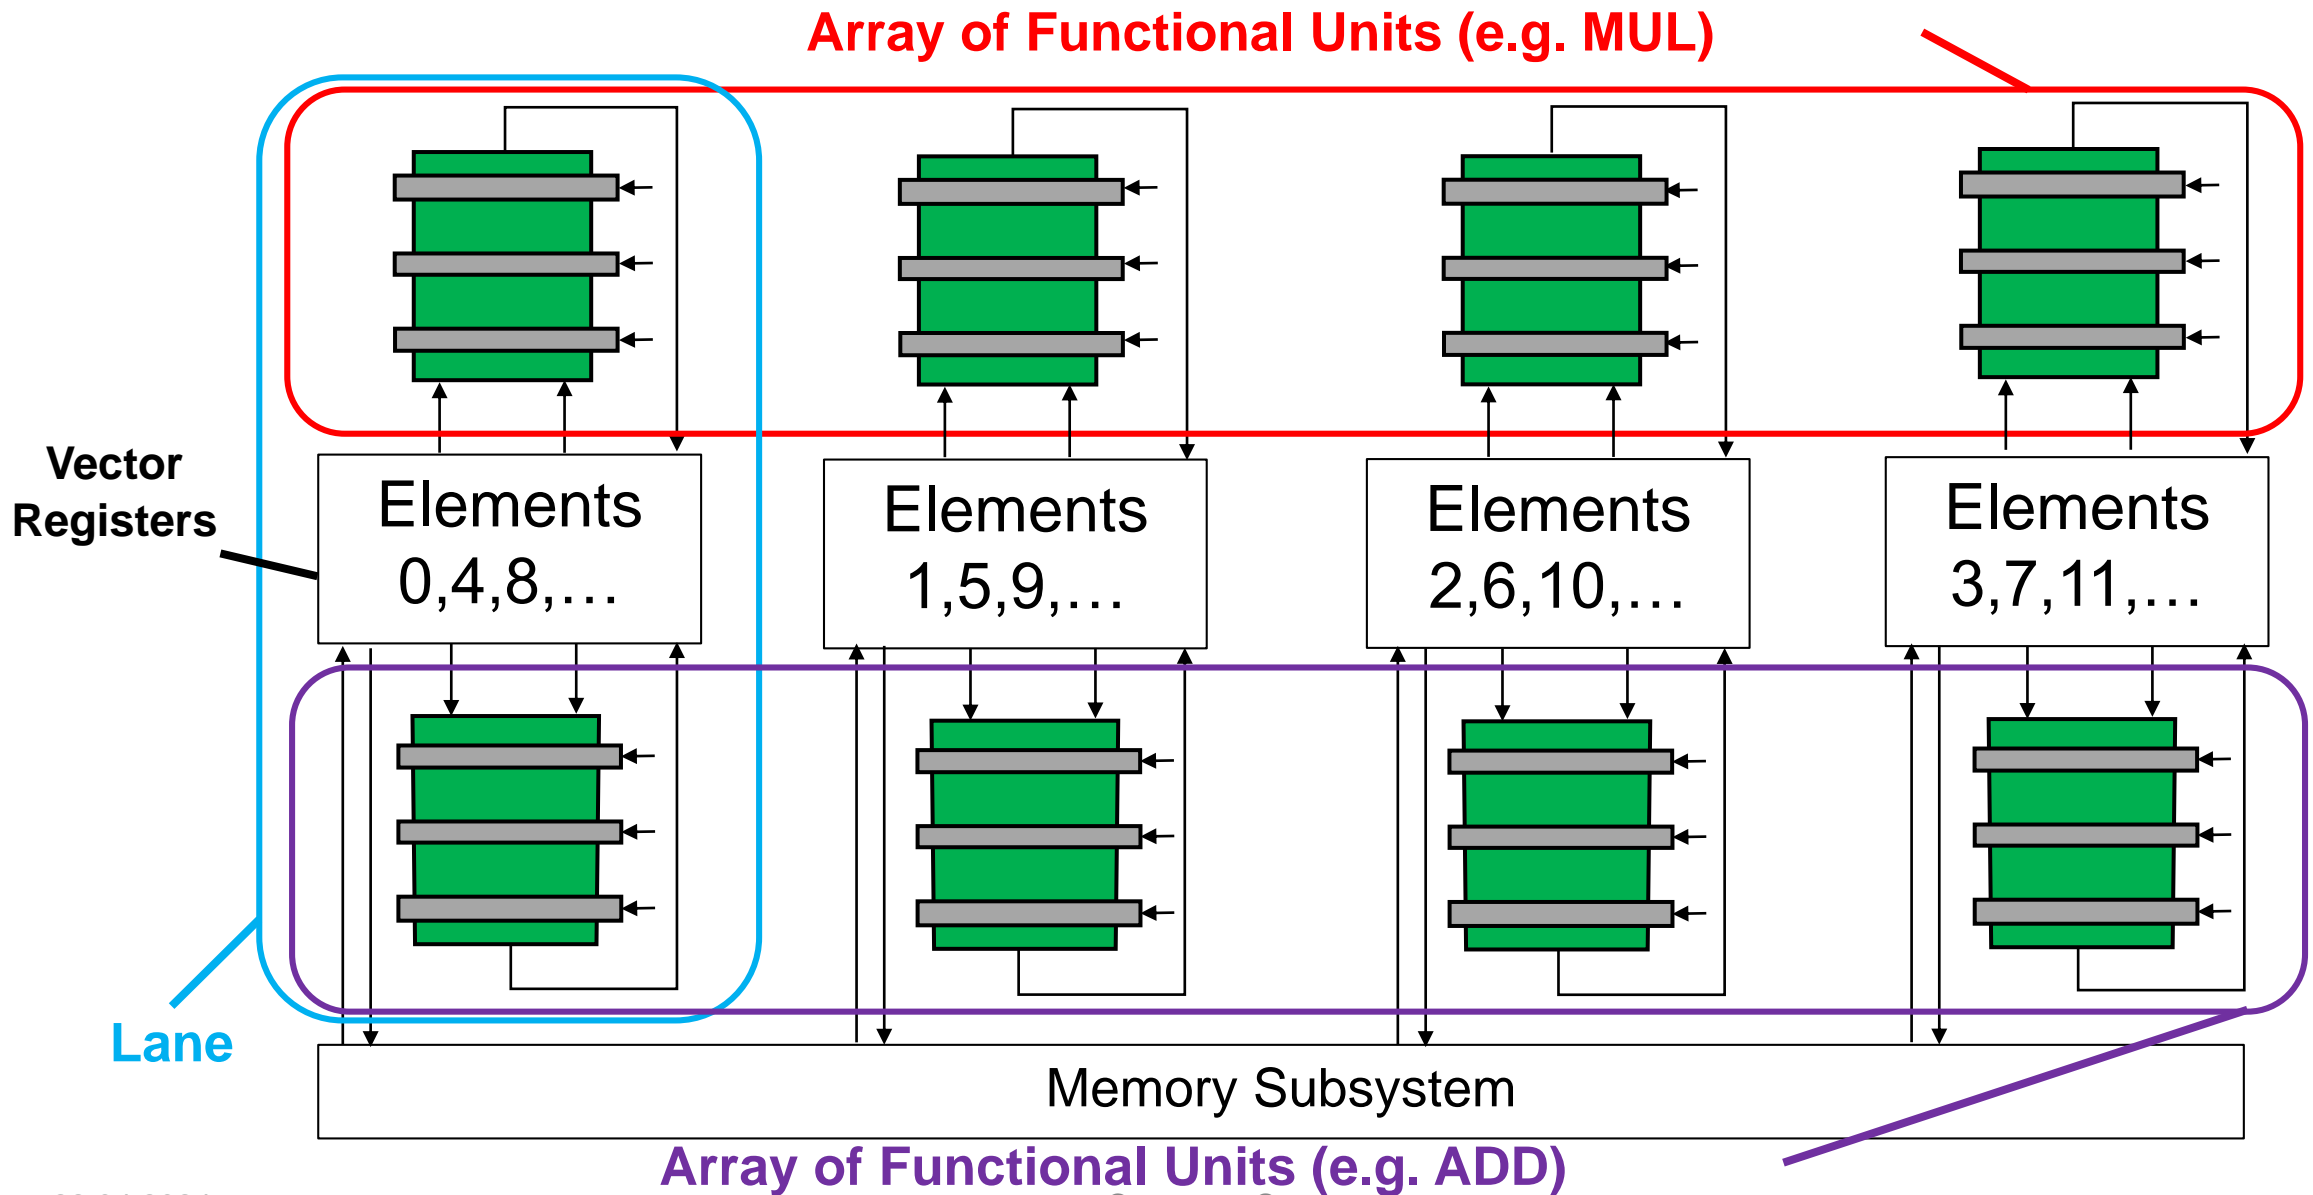 Array of Functional Units (e.g. MUL)
Vector
Registers
Elements
0,4,8,…
Elements
1,5,9,…
Elements
2,6,10,…
Elements
3,7,11,…
Lane
Memory Subsystem
Array of Functional Units (e.g. ADD)